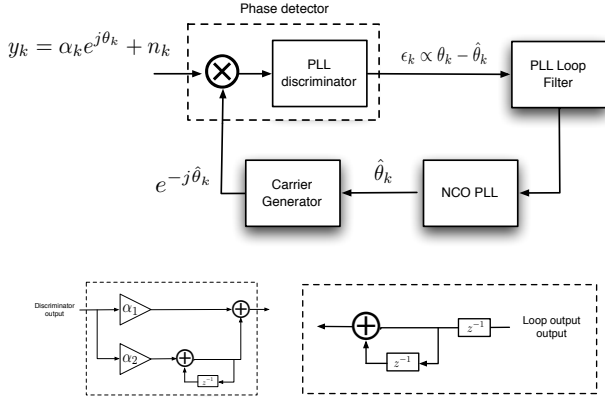 Phase detector
y_k = α_k e^{jθ_k} + n_k
PLL
discriminator
ϵ_k ∝ θ_k − θ̂_k
PLL Loop
Filter
e^{−jθ̂_k}
Carrier
Generator
θ̂_k
NCO PLL
Discriminator
output
α_1
α_2
z^{−1}
z^{−1}
z^{−1}
Loop output
output